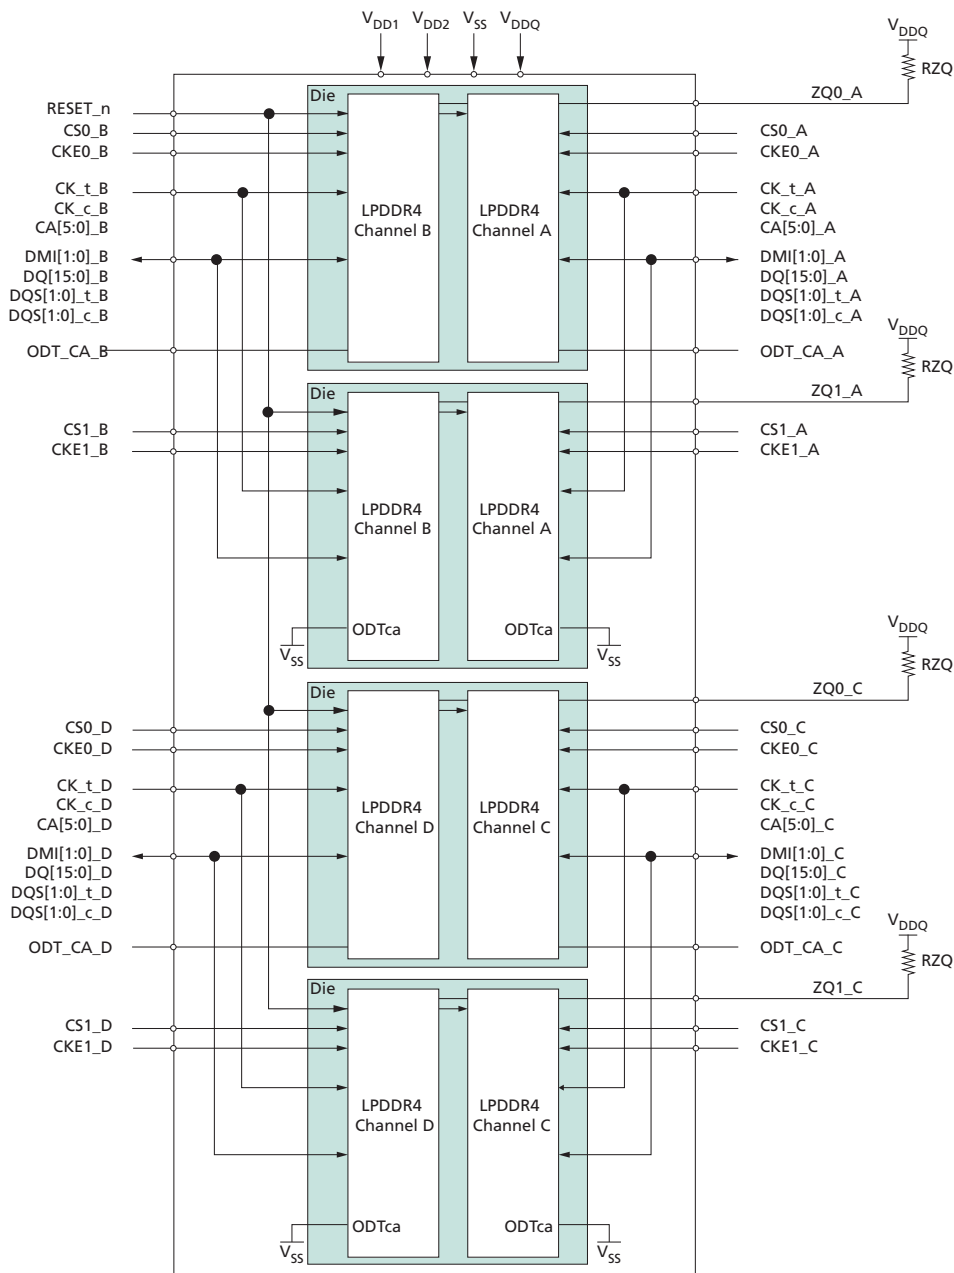 VDD1 VDD2 VSS VDDQ
VDDQ
RZQ
ZQ0_A
Die
RESET_n
CS0_B
CKE0_B
CK_t_B
CK_c_B
CA[5:0]_B
DMI[1:0]_B
DQ[15:0]_B
DQS[1:0]_t_B
DQS[1:0]_c_B
ODT_CA_B
LPDDR4
Channel B
LPDDR4
Channel A
CS0_A
CKE0_A
CK_t_A
CK_c_A
CA[5:0]_A
DMI[1:0]_A
DQ[15:0]_A
DQS[1:0]_t_A
DQS[1:0]_c_A
ODT_CA_A
VDDQ
RZQ
ZQ1_A
Die
CS1_B
CKE1_B
LPDDR4
Channel B
LPDDR4
Channel A
CS1_A
CKE1_A
ODTca
ODTca
VSS
VSS
VDDQ
RZQ
ZQ0_C
Die
CS0_D
CKE0_D
CK_t_D
CK_c_D
CA[5:0]_D
DMI[1:0]_D
DQ[15:0]_D
DQS[1:0]_t_D
DQS[1:0]_c_D
ODT_CA_D
LPDDR4
Channel D
LPDDR4
Channel C
CS0_C
CKE0_C
CK_t_C
CK_c_C
CA[5:0]_C
DMI[1:0]_C
DQ[15:0]_C
DQS[1:0]_t_C
DQS[1:0]_c_C
ODT_CA_C
VDDQ
RZQ
ZQ1_C
Die
CS1_D
CKE1_D
LPDDR4
Channel D
LPDDR4
Channel C
CS1_C
CKE1_C
ODTca
ODTca
VSS
VSS